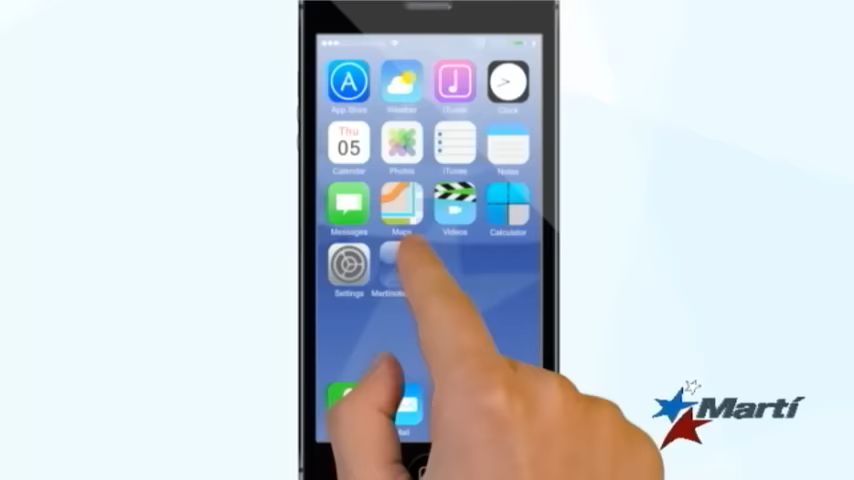 App Store Weather iTunes Clock
Thu
05
Calendar Photos iTunes Notes
Messages Maps Videos Calculator
Settings
Martí